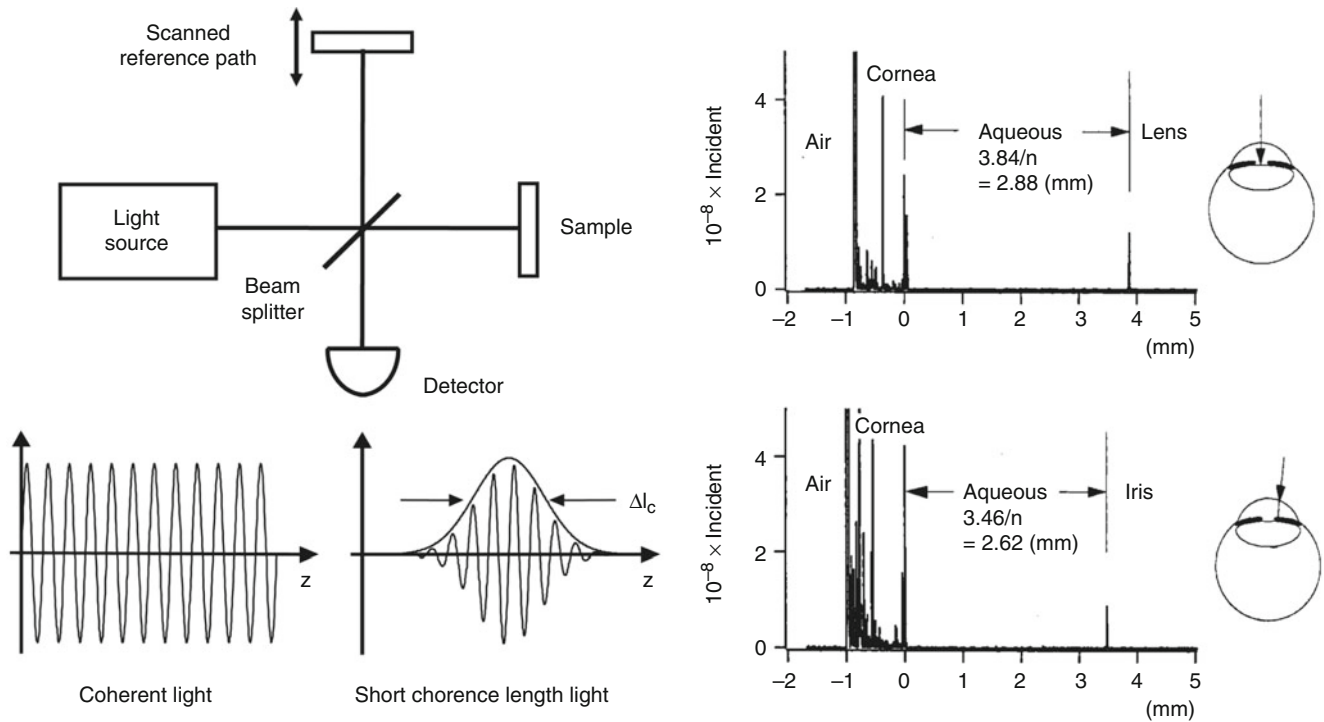 Scanned
reference path
Light
source
Sample
Beam
splitter
Detector
z
Coherent light
Δl_c
z
Short chorence length light
10⁻⁸ × Incident
4
2
0
Air
Cornea
Aqueous
3.84/n
= 2.88 (mm)
Lens
–2 –1 0 1 2 3 4 5
(mm)
10⁻⁸ × Incident
4
2
0
Air
Cornea
Aqueous
3.46/n
= 2.62 (mm)
Iris
–2 –1 0 1 2 3 4 5
(mm)